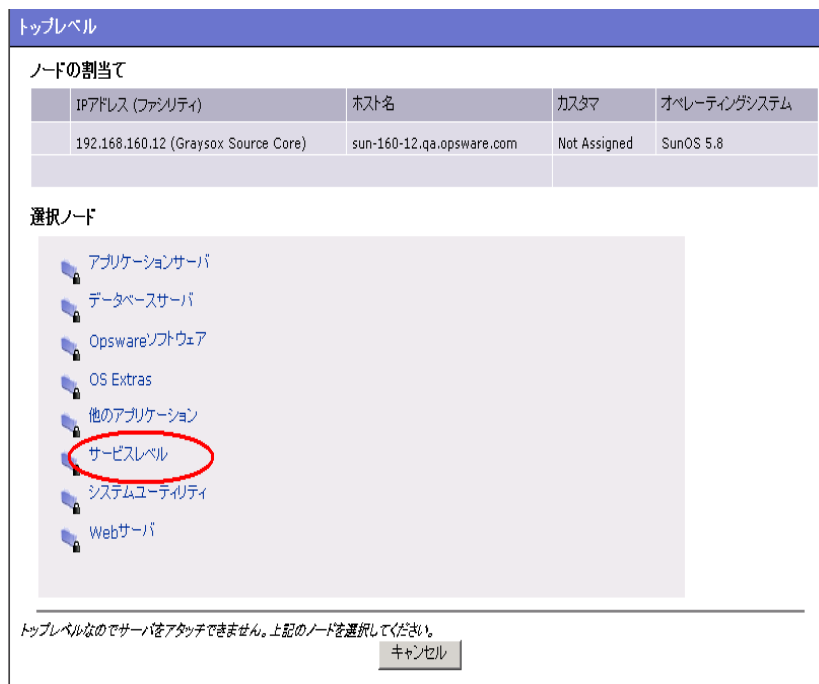 トップレベル
ノードの割当て
IPアドレス (ファシリティ) ホスト名 カスタマ オペレーティングシステム
192.168.160.12 (Graysox Source Core) sun-160-12.qa.opsware.com Not Assigned SunOS 5.8
選択ノード
アプリケーションサーバ
データベースサーバ
Opswareソフトウェア
OS Extras
他のアプリケーション
サービスレベル
システムユーティリティ
Webサーバ
トップレベルなのでサーバをアタッチできません。上記のノードを選択してください。
キャンセル